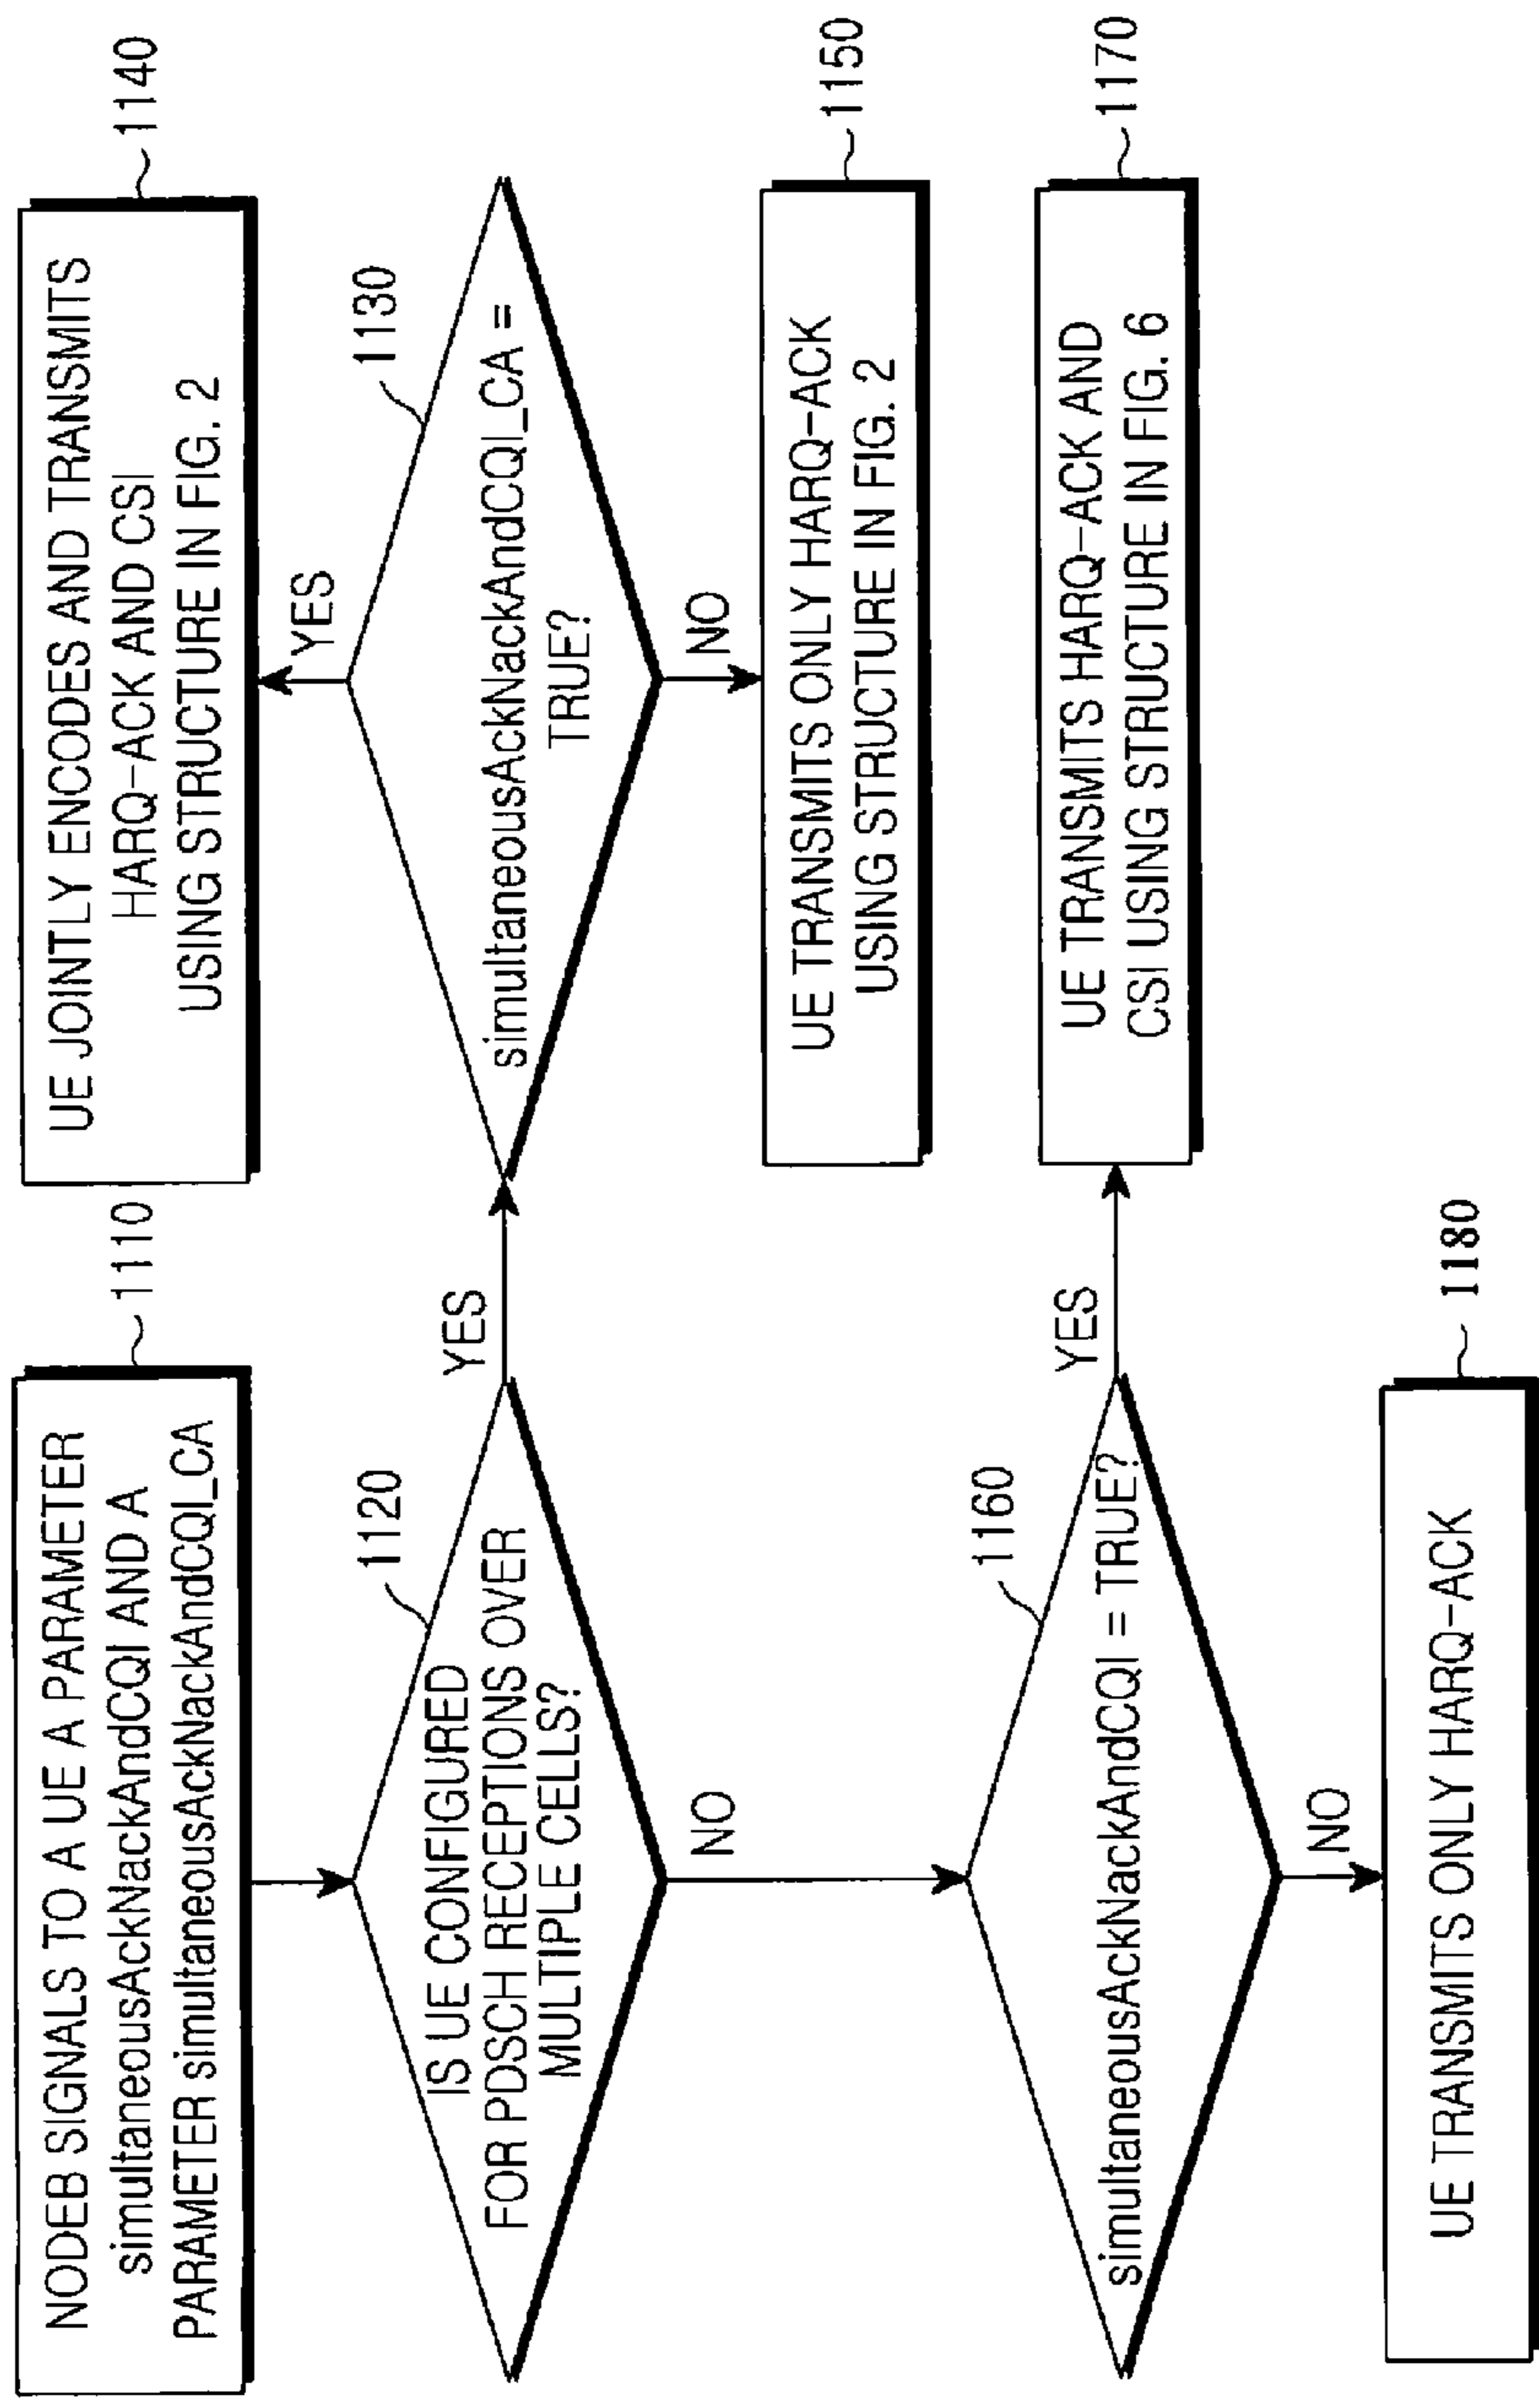 NODEB SIGNALS TO A UE A PARAMETER
simultaneousAckNackAndCQI AND A
PARAMETER simultaneousAckNackAndCQI_CA
1110
IS UE CONFIGURED
FOR PDSCH RECEPTIONS OVER
MULTIPLE CELLS?
1120
YES
NO
simultaneousAckNackAndCQI_CA =
TRUE?
1130
YES
NO
UE JOINTLY ENCODES AND TRANSMITS
HARQ-ACK AND CSI
USING STRUCTURE IN FIG. 2
1140
UE TRANSMITS ONLY HARQ-ACK
USING STRUCTURE IN FIG. 2
1150
simultaneousAckNackAndCQI = TRUE?
1160
YES
NO
UE TRANSMITS HARQ-ACK AND
CSI USING STRUCTURE IN FIG. 6
1170
UE TRANSMITS ONLY HARQ-ACK
1180